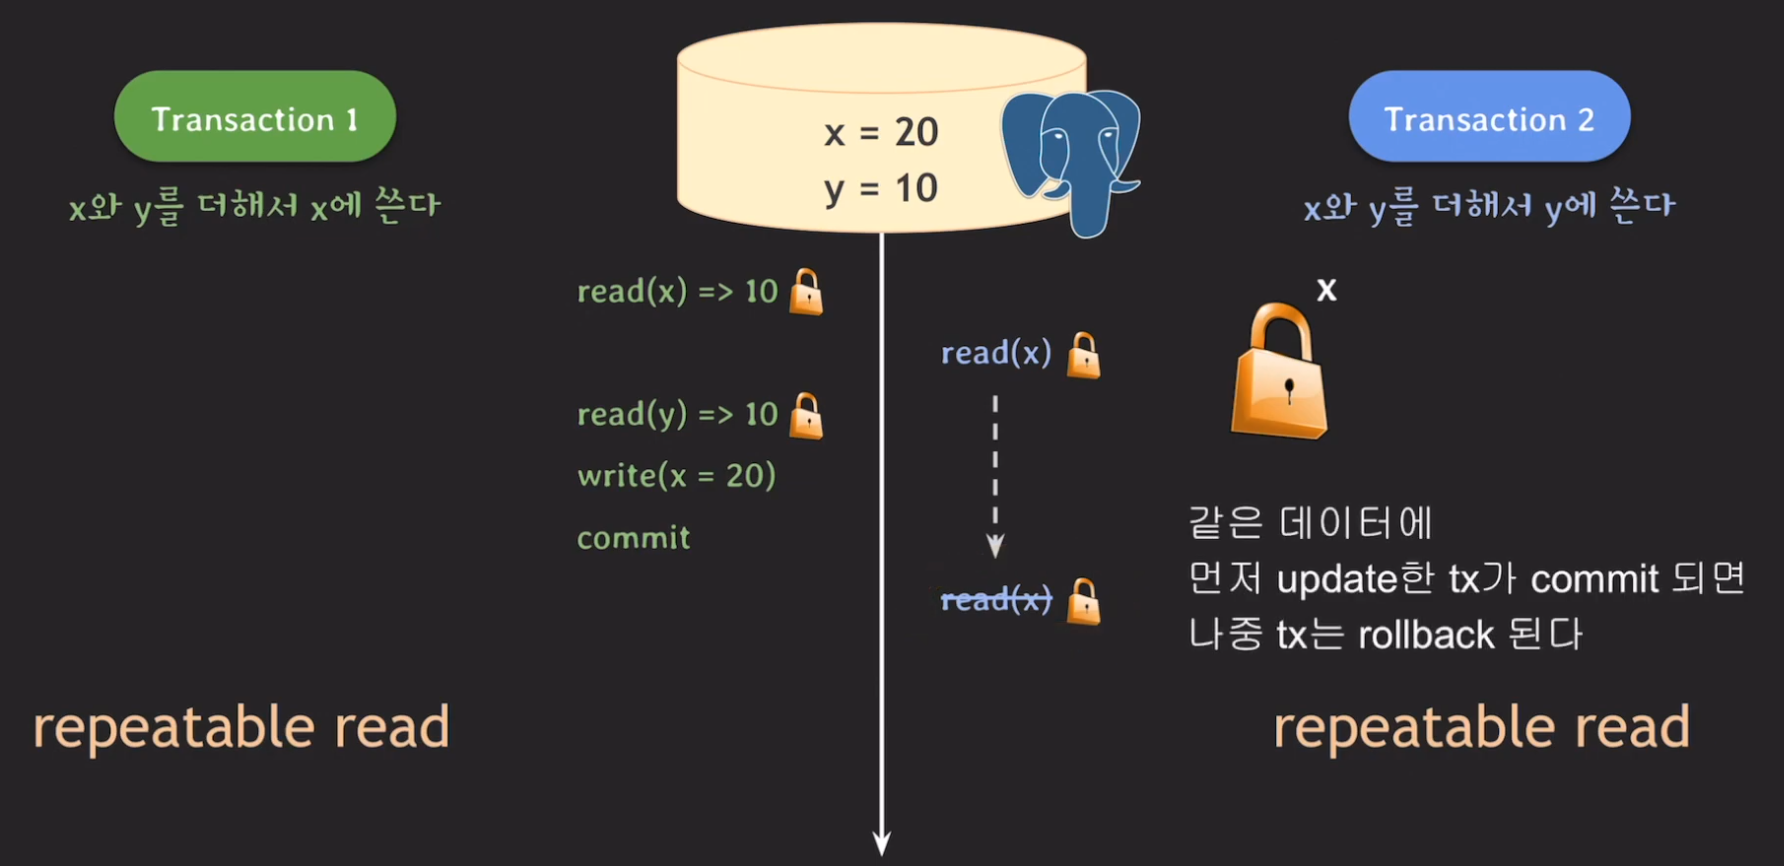 Transaction 1
x와 y를 더해서 x에 쓴다
x = 20
y = 10
Transaction 2
x와 y를 더해서 y에 쓴다
read(x) => 10
read(x)
x
read(y) => 10
write(x = 20)
commit
read(x)
같은 데이터에
먼저 update한 tx가 commit 되면
나중 tx는 rollback 된다
repeatable read
repeatable read